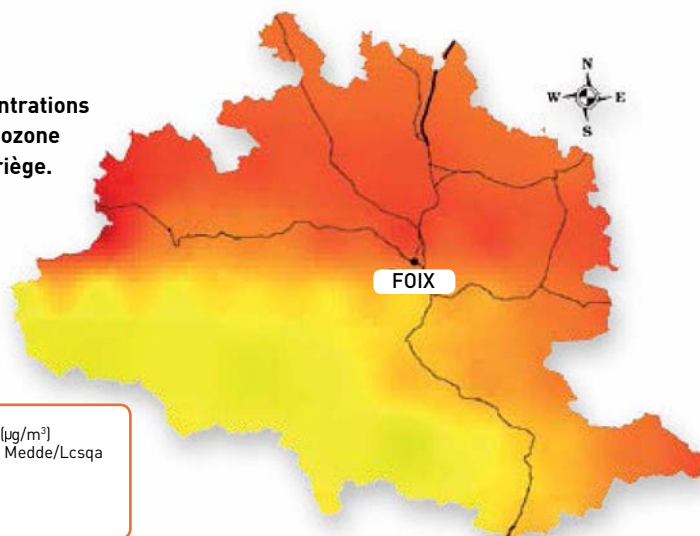 ntrations
ozone
riège.
N
W E
S
FOIX
(µg/m³)
Medde/Lcsqa